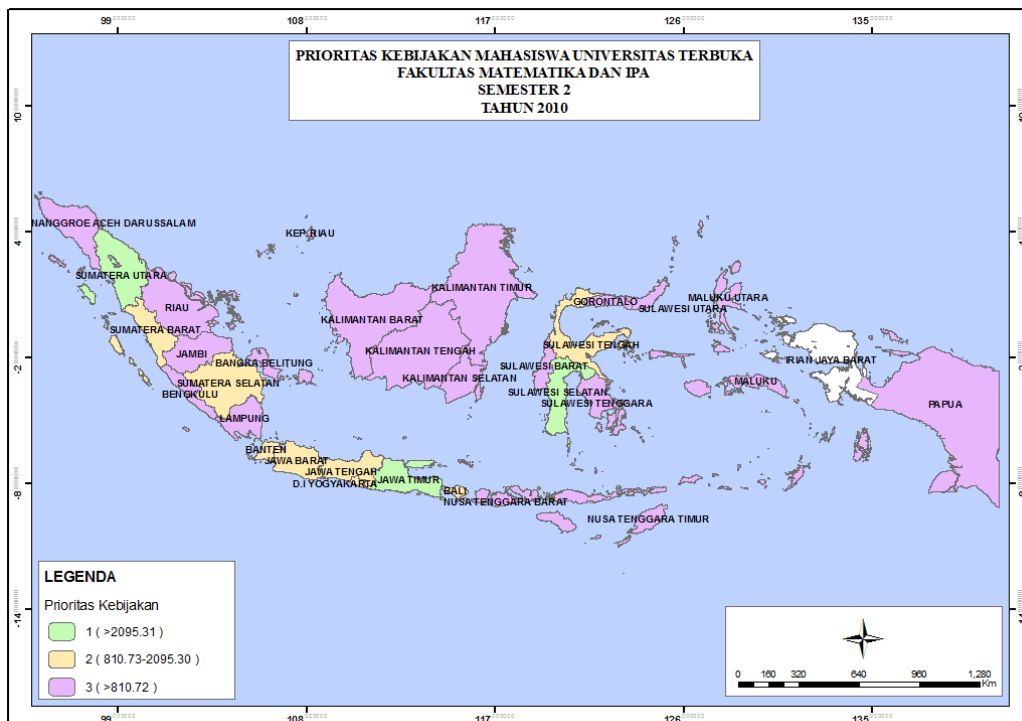 99
108
117
126
135
PRIORITAS KEBIJAKAN MAHASISWA UNIVERSITAS TERBUKA
FAKULTAS MATEMATIKA DAN IPA
SEMESTER 2
TAHUN 2010
10
10
4
4
-2
-8
-14
NANGGROE ACEH DARUSSALAM
KEP. RIAU
SUMATERA UTARA
RIAU
SUMATERA BARAT
JAMBI
BANGKA BELITUNG
SUMATERA SELATAN
BENGKULU
LAMPUNG
KALIMANTAN TIMUR
KALIMANTAN BARAT
KALIMANTAN TENGAH
KALIMANTAN SELATAN
GORONTALO
SULAWESI UTARA
MALUKU UTARA
SULAWESI TENGAH
SULAWESI BARAT
SULAWESI SELATAN
SULAWESI TENGGARA
IRIAN JAYA BARAT
MALUKU
PAPUA
BANTEN
JAWA BARAT
JAWA TENGAH
D.I YOGYAKARTA
JAWA TIMUR
BALI
NUSA TENGGARA BARAT
NUSA TENGGARA TIMUR
LEGENDA
Prioritas Kebijakan
1 ( >2095.31 )
2 ( 810.73-2095.30 )
3 ( >810.72 )
0 160 320 640 960 1,280
Km
99
108
117
126
135